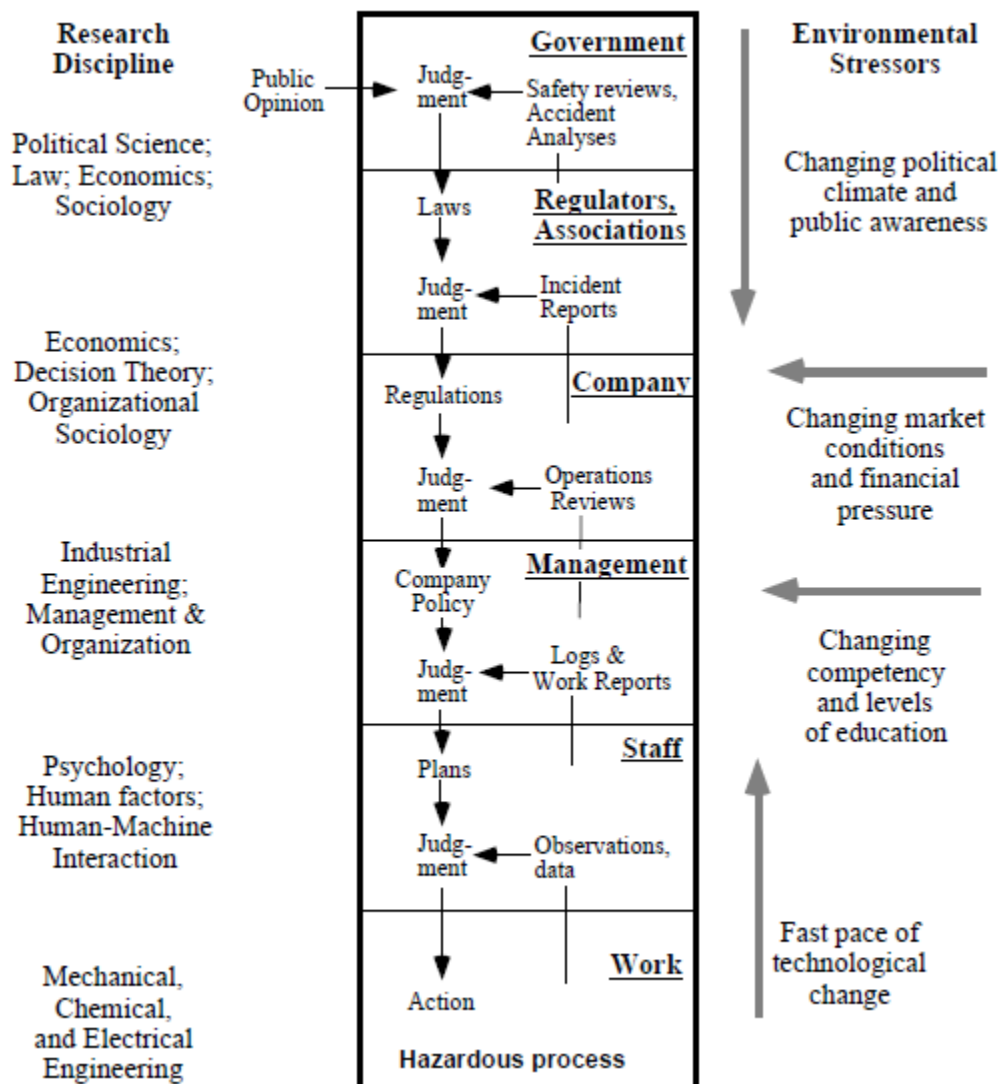 Research
Discipline
Political Science;
Law; Economics;
Sociology
Economics;
Decision Theory;
Organizational
Sociology
Industrial
Engineering;
Management &
Organization
Psychology;
Human factors;
Human-Machine
Interaction
Mechanical,
Chemical,
and Electrical
Engineering
Public
Opinion
Government
Judg-
ment
Safety reviews,
Accident
Analyses
Regulators,
Associations
Laws
Judg-
ment
Incident
Reports
Company
Regulations
Judg-
ment
Operations
Reviews
Management
Company
Policy
Judg-
ment
Logs &
Work Reports
Staff
Plans
Judg-
ment
Observations,
data
Work
Action
Hazardous process
Environmental
Stressors
Changing political
climate and
public awareness
Changing market
conditions
and financial
pressure
Changing
competency
and levels
of education
Fast pace of
technological
change